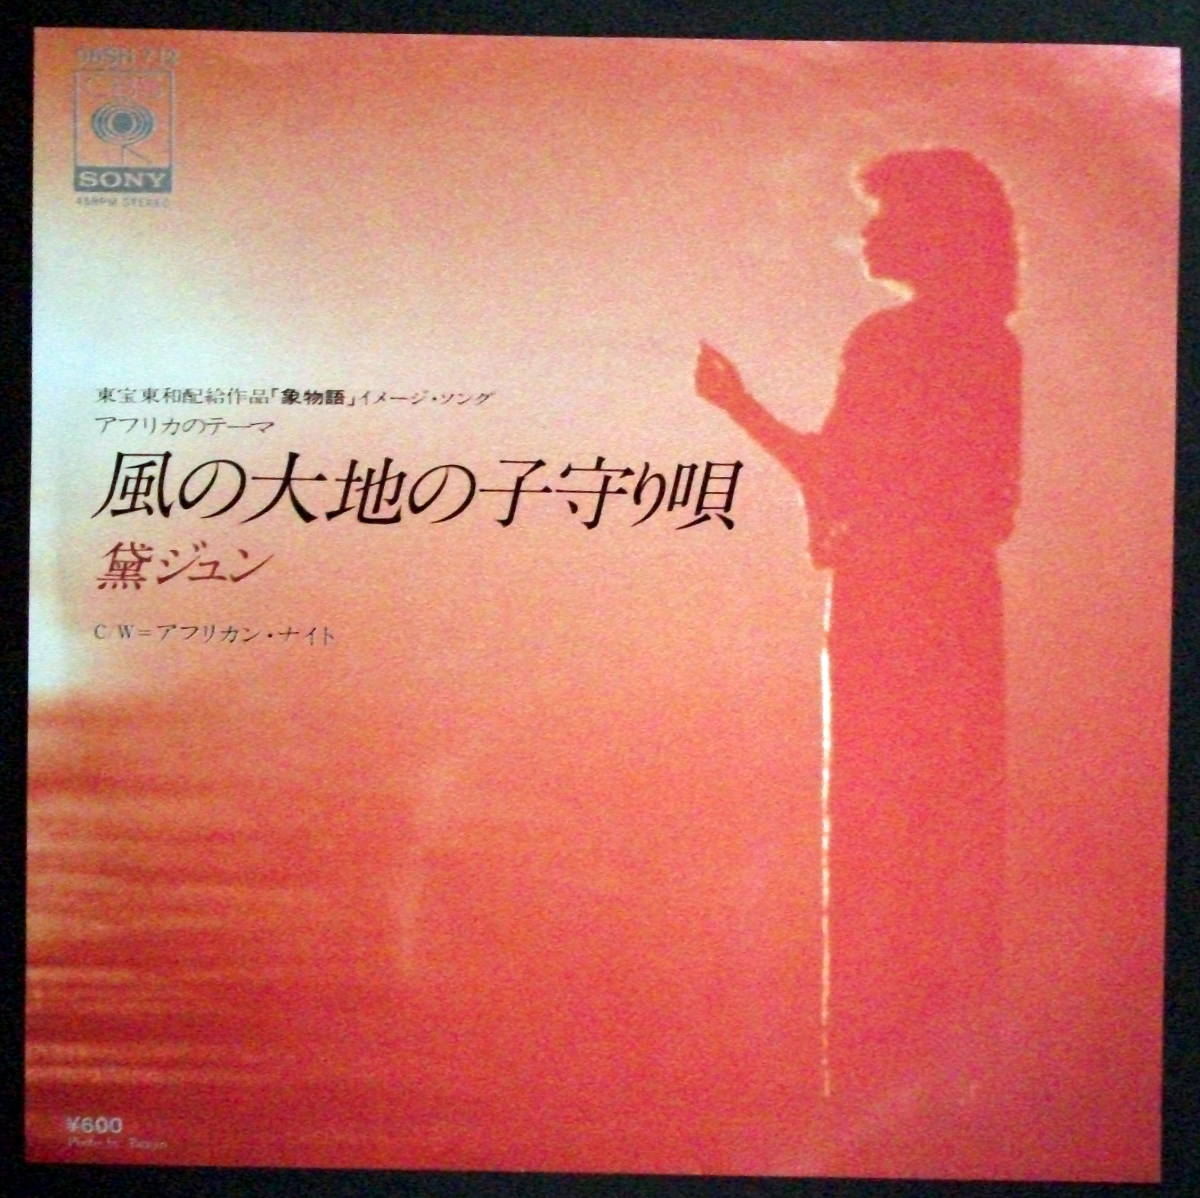 SONY
45RPM STEREO
東宝東和配給作品「象物語」イメージ・ソング
アフリカのテーマ
風の大地の子守り唄
黛ジュン
C/W=アフリカン・ナイト
¥600